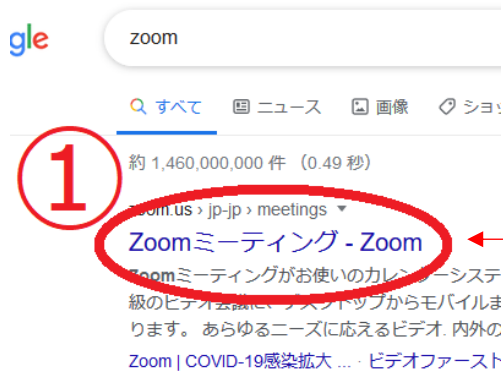 gle
zoom
すべて ニュース 画像 ショッ
1
約 1,460,000,000 件 （0.49 秒）
zoom.us › jp-jp › meetings
Zoomミーティング - Zoom
Zoomミーティングがお使いのカレンダーシステ
級のビデオ会議に、デスクトップからモバイルま
ります。 あらゆるニーズに応えるビデオ. 内外の
Zoom | COVID-19感染拡大 ... · ビデオファースト